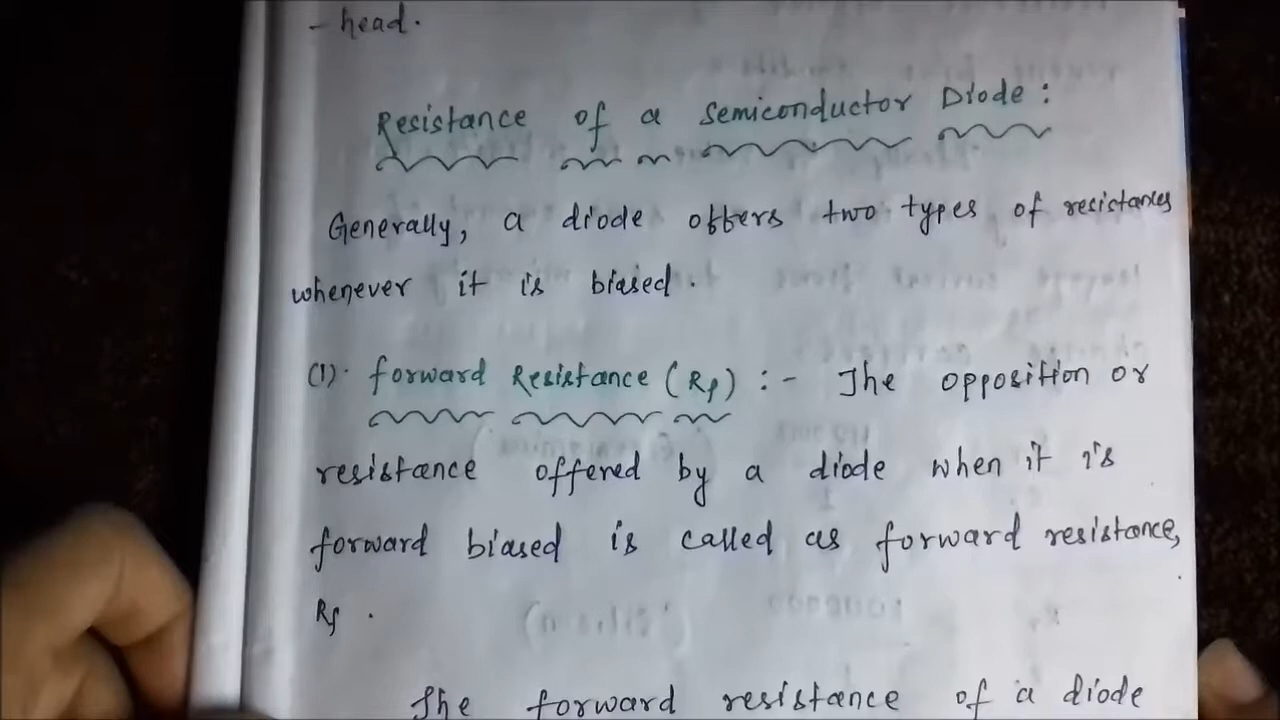 - head.
Resistance of a semiconductor Diode :
Generally, a diode offers two types of resistances
whenever it is biased.
(1). forward Resistance (Rf) :- The opposition or
resistance offered by a diode when it is
forward biased is called as forward resistance,
Rf .
The forward resistance of a diode